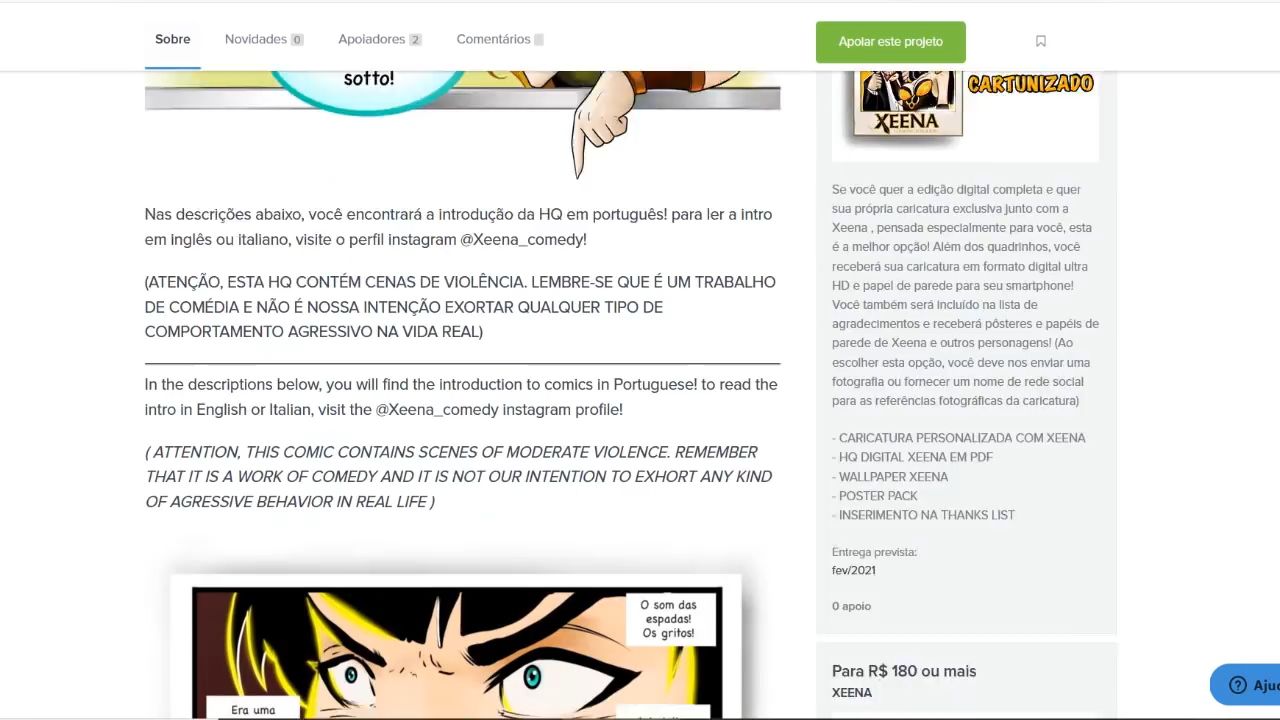 Sobre
Novidades 0
Apoiadores 2
Comentários
Apoiar este projeto
sotto!
Nas descrições abaixo, você encontrará a introdução da HQ em português! para ler a intro
em inglês ou italiano, visite o perfil instagram @Xeena_comedy!
(ATENÇÃO, ESTA HQ CONTÉM CENAS DE VIOLÊNCIA. LEMBRE-SE QUE É UM TRABALHO
DE COMÉDIA E NÃO É NOSSA INTENÇÃO EXORTAR QUALQUER TIPO DE
COMPORTAMENTO AGRESSIVO NA VIDA REAL)
In the descriptions below, you will find the introduction to comics in Portuguese! to read the
intro in English or Italian, visit the @Xeena_comedy instagram profile!
( ATTENTION, THIS COMIC CONTAINS SCENES OF MODERATE VIOLENCE. REMEMBER
THAT IT IS A WORK OF COMEDY AND IT IS NOT OUR INTENTION TO EXHORT ANY KIND
OF AGRESSIVE BEHAVIOR IN REAL LIFE )
O som das
espadas!
Os gritos!
Era uma
CARTUNIZADO
XEENA
Se você quer a edição digital completa e quer
sua própria caricatura exclusiva junto com a
Xeena , pensada especialmente para você, esta
é a melhor opção! Além dos quadrinhos, você
receberá sua caricatura em formato digital ultra
HD e papel de parede para seu smartphone!
Você também será incluído na lista de
agradecimentos e receberá pôsteres e papéis de
parede de Xeena e outros personagens! (Ao
escolher esta opção, você deve nos enviar uma
fotografia ou fornecer um nome de rede social
para as referências fotográficas da caricatura)
- CARICATURA PERSONALIZADA COM XEENA
- HQ DIGITAL XEENA EM PDF
- WALLPAPER XEENA
- POSTER PACK
- INSERIMENTO NA THANKS LIST
Entrega prevista:
fev/2021
0 apoio
Para R$ 180 ou mais
XEENA